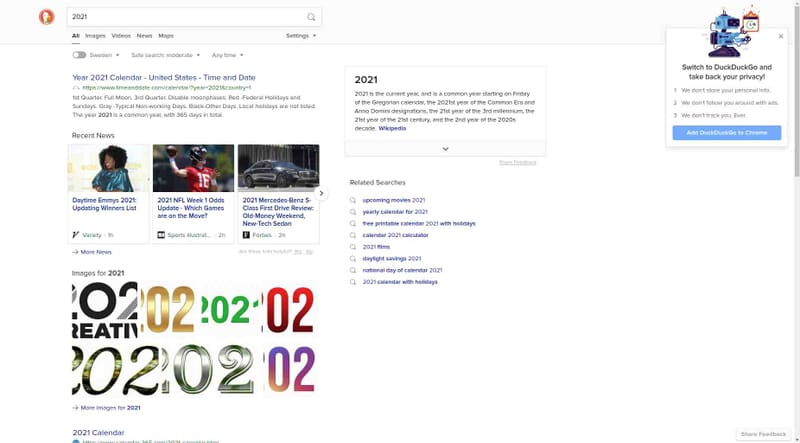 2021
All Images Videos News Maps Settings
Sweden Safe search: moderate Any time
Year 2021 Calendar - United States - Time and Date
https://www.timeanddate.com/calendar/?year=2021&country=1
1st Quarter. Full Moon. 3rd Quarter. Disable moonphases. Red -Federal Holidays and
Sundays. Gray -Typical Non-working Days. Black-Other Days. Local holidays are not listed.
The year 2021 is a common year, with 365 days in total.
Recent News
Daytime Emmys 2021:
Updating Winners List
Variety · 1h
2021 NFL Week 1 Odds
Update - Which Games
are on the Move?
Sports Illustrat... · 2h
2021 Mercedes-Benz S-
Class First Drive Review:
Old-Money Weekend,
New-Tech Sedan
Forbes · 2h
More News
Are these links helpful? Yes No
Images for 2021
202
REATIV
202
2021
202
202
202
202
More Images for 2021
2021 Calendar
2021
2021 is the current year, and is a common year starting on Friday
of the Gregorian calendar, the 2021st year of the Common Era and
Anno Domini designations, the 21st year of the 3rd millennium, the
21st year of the 21st century, and the 2nd year of the 2020s
decade. Wikipedia
Share Feedback
Related Searches
upcoming movies 2021
yearly calendar for 2021
free printable calendar 2021 with holidays
calendar 2021 calculator
2021 films
daylight savings 2021
national day of calendar 2021
2021 calendar with holidays
Switch to DuckDuckGo and
take back your privacy!
1 We don't store your personal info.
2 We don't follow you around with ads.
3 We don't track you. Ever.
Add DuckDuckGo to Chrome
Share Feedback